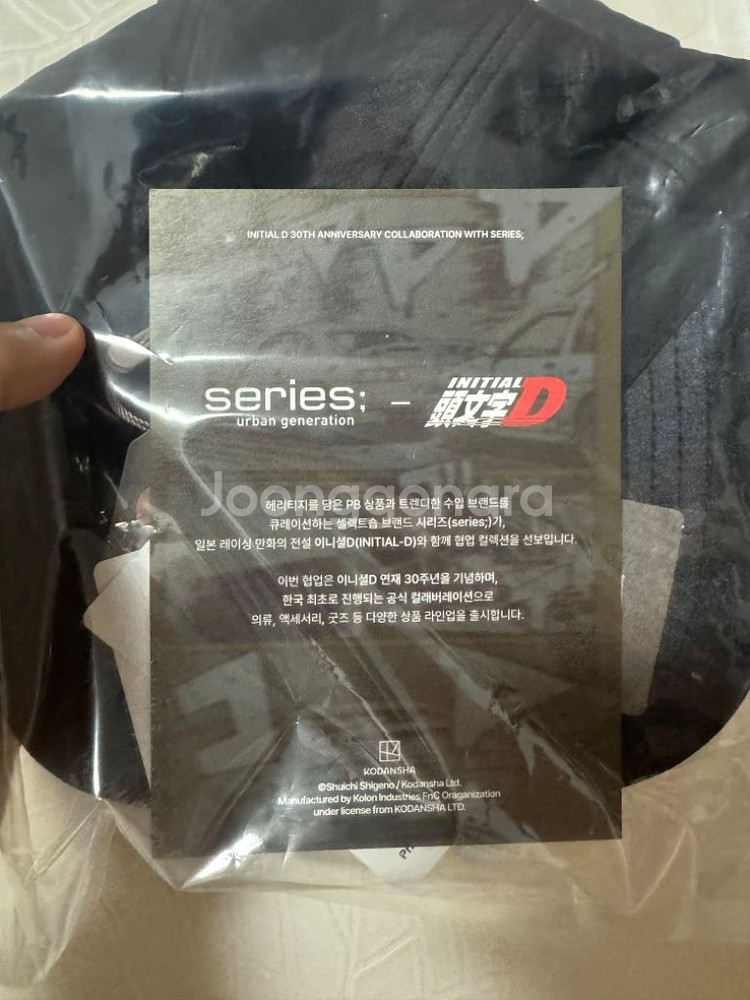 INITIAL D 30TH ANNIVERSARY COLLABORATION WITH SERIES;
series; – INITIAL 頭文字D
urban generation
Joonggonara
헤리티지를 담은 PB 상품과 트렌디한 수입 브랜드를
큐레이션하는 셀렉트숍 브랜드 시리즈(series;)가,
일본 레이싱 만화의 전설 이니셜D(INITIAL-D)와 함께 협업 컬렉션을 선보입니다.
이번 협업은 이니셜D 연재 30주년을 기념하며,
한국 최초로 진행되는 공식 컬래버레이션으로
의류, 액세서리, 굿즈 등 다양한 상품 라인업을 출시합니다.
KODANSHA
©Shuichi Shigeno / Kodansha Ltd.
Manufactured by Kolon Industries FnC Oraganization
under license from KODANSHA LTD.